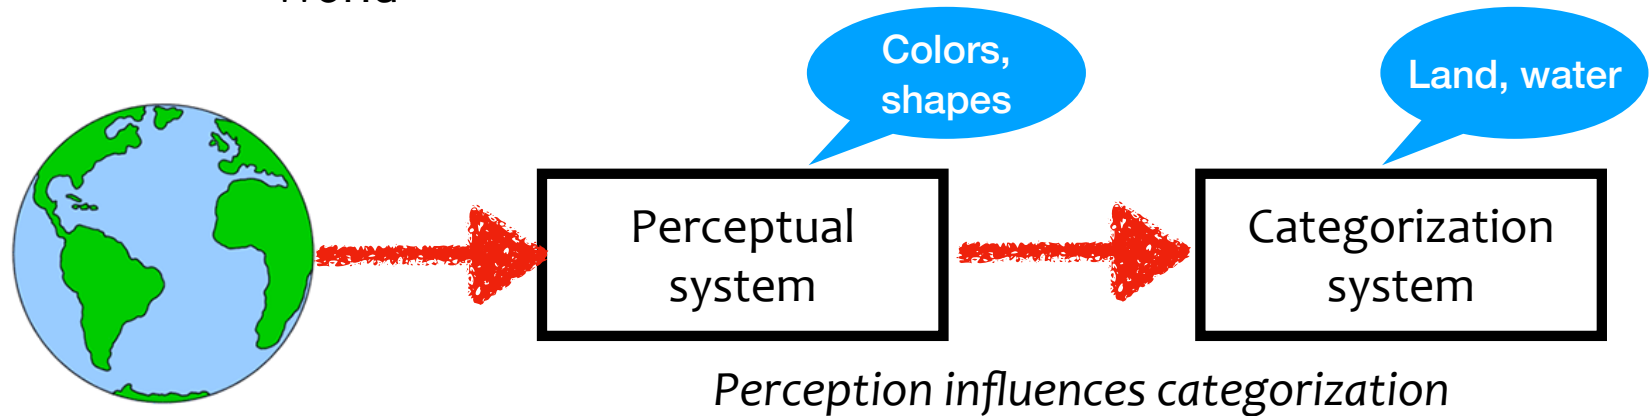 Colors,
shapes
Land, water
Perceptual
system
Categorization
system
Perception influences categorization